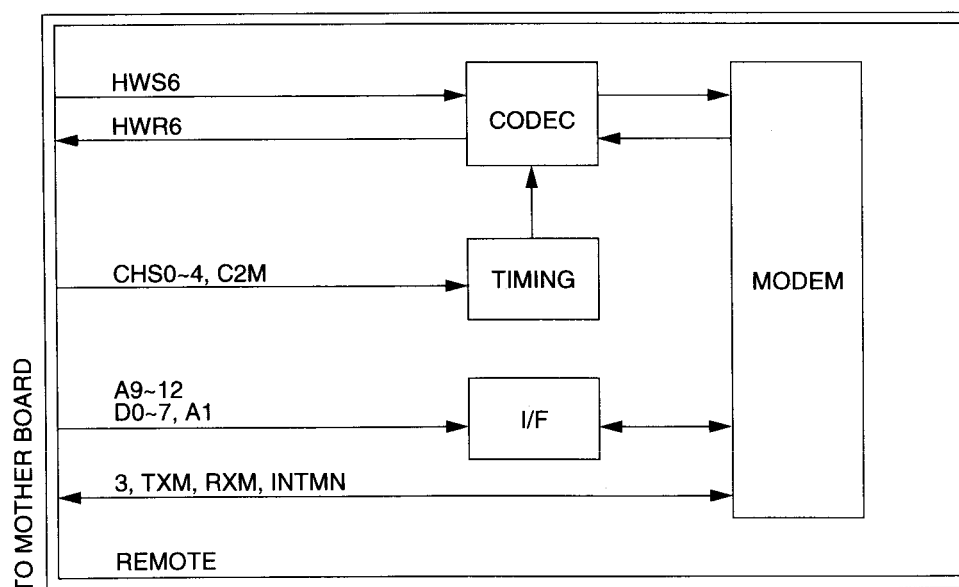 HWS6
HWR6
CODEC
CHS0~4, C2M
TIMING
MODEM
A9~12
D0~7, A1
I/F
3, TXM, RXM, INTMN
REMOTE
TO MOTHER BOARD